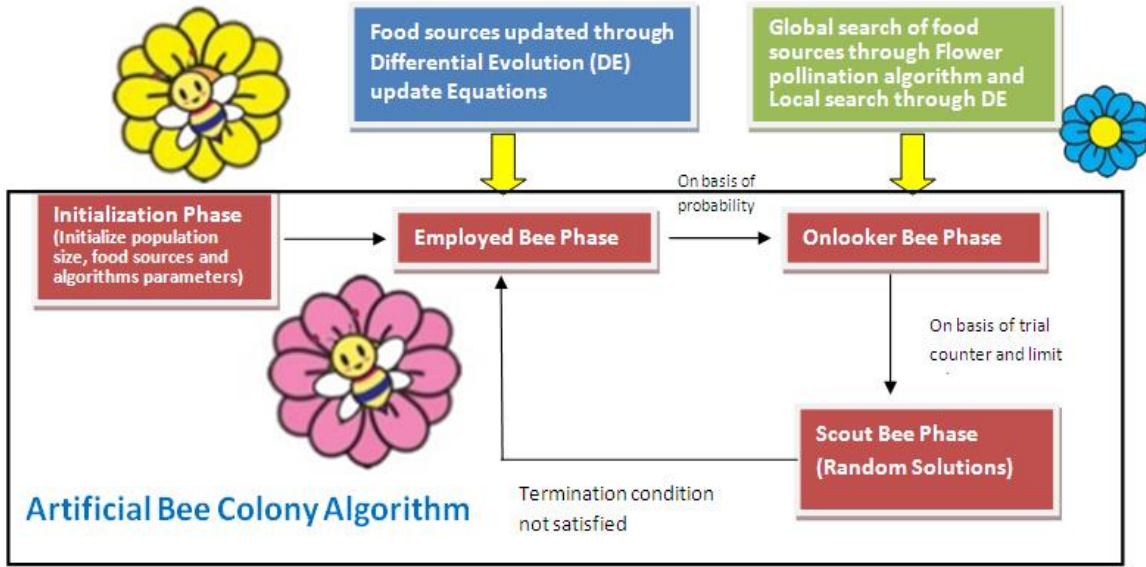 Food sources updated through
Differential Evolution (DE)
update Equations
Global search of food
sources through Flower
pollination algorithm and
Local search through DE
Initialization Phase
(Initialize population
size, food sources and
algorithms parameters)
Employed Bee Phase
On basis of
probability
Onlooker Bee Phase
On basis of trial
counter and limit
Scout Bee Phase
(Random Solutions)
Termination condition
not satisfied
Artificial Bee Colony Algorithm